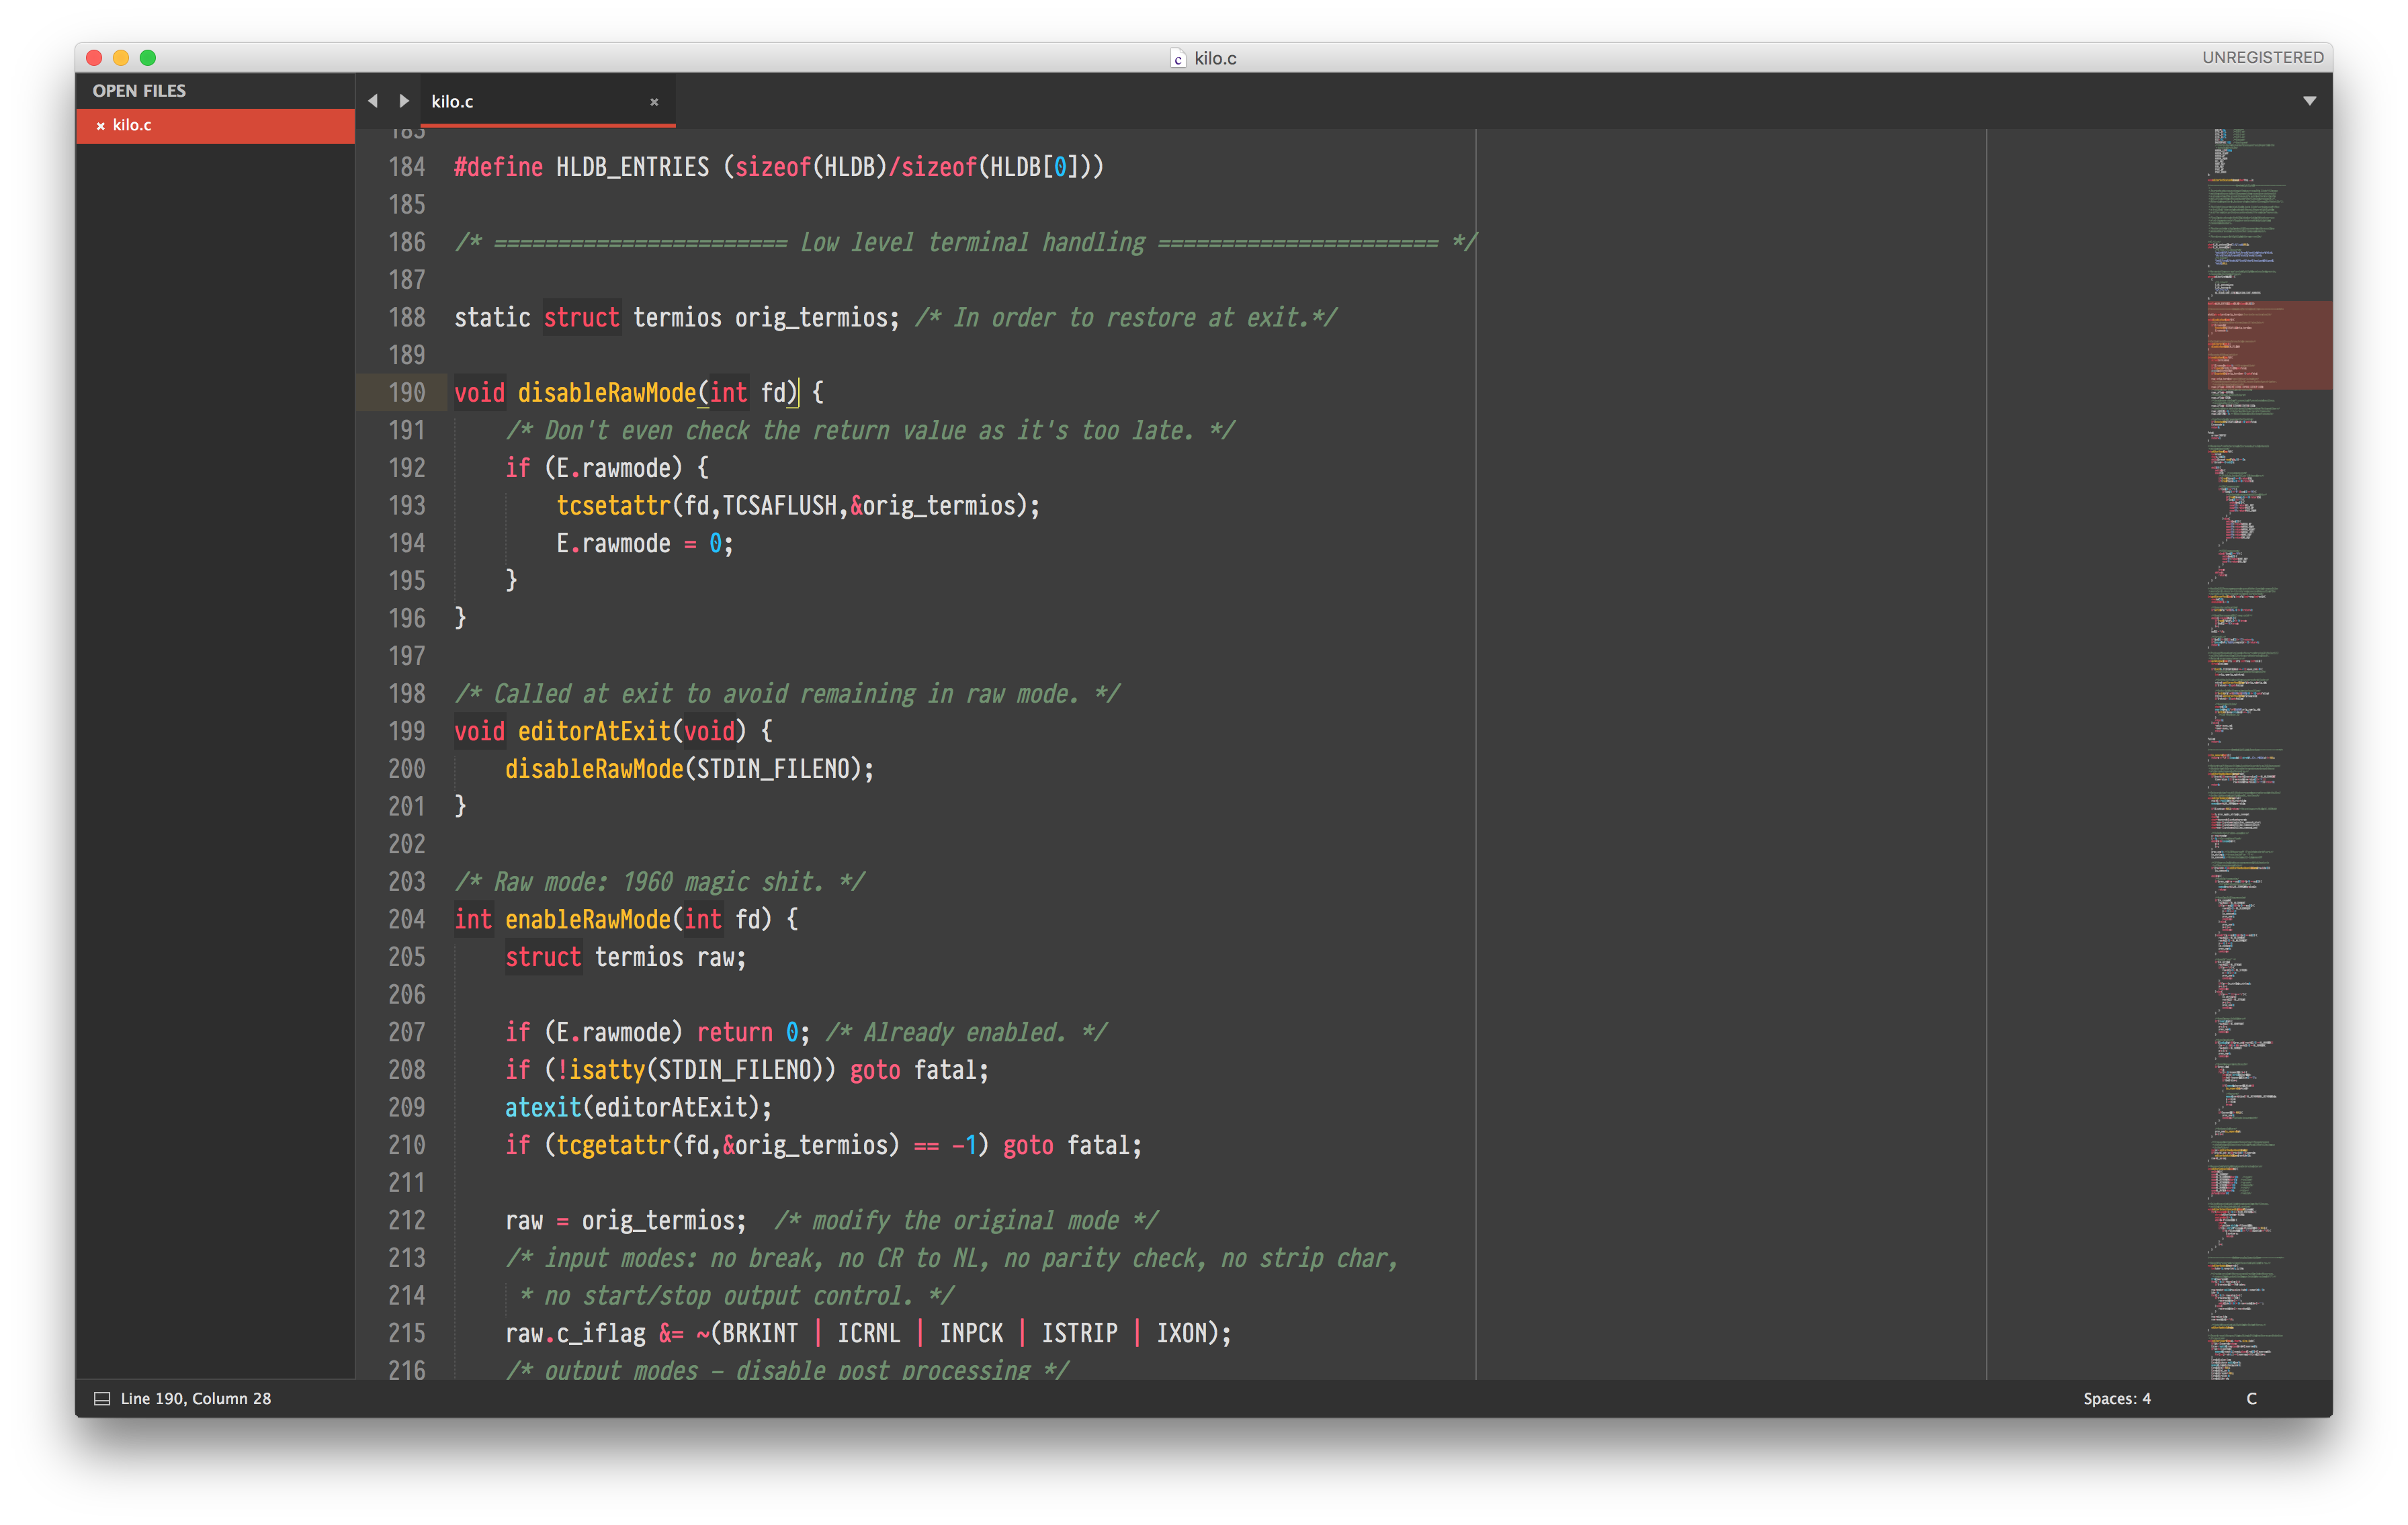 kilo.c
UNREGISTERED
OPEN FILES
× kilo.c
kilo.c ×
183
184 #define HLDB_ENTRIES (sizeof(HLDB)/sizeof(HLDB[0]))
185
186 /* ======================= Low level terminal handling ====================== */
187
188 static struct termios orig_termios; /* In order to restore at exit.*/
189
190 void disableRawMode(int fd) {
191     /* Don't even check the return value as it's too late. */
192     if (E.rawmode) {
193         tcsetattr(fd,TCSAFLUSH,&orig_termios);
194         E.rawmode = 0;
195     }
196 }
197
198 /* Called at exit to avoid remaining in raw mode. */
199 void editorAtExit(void) {
200     disableRawMode(STDIN_FILENO);
201 }
202
203 /* Raw mode: 1960 magic shit. */
204 int enableRawMode(int fd) {
205     struct termios raw;
206
207     if (E.rawmode) return 0; /* Already enabled. */
208     if (!isatty(STDIN_FILENO)) goto fatal;
209     atexit(editorAtExit);
210     if (tcgetattr(fd,&orig_termios) == -1) goto fatal;
211
212     raw = orig_termios;  /* modify the original mode */
213     /* input modes: no break, no CR to NL, no parity check, no strip char,
214      * no start/stop output control. */
215     raw.c_iflag &= ~(BRKINT | ICRNL | INPCK | ISTRIP | IXON);
216     /* output modes - disable post processing */
Line 190, Column 28
Spaces: 4
C